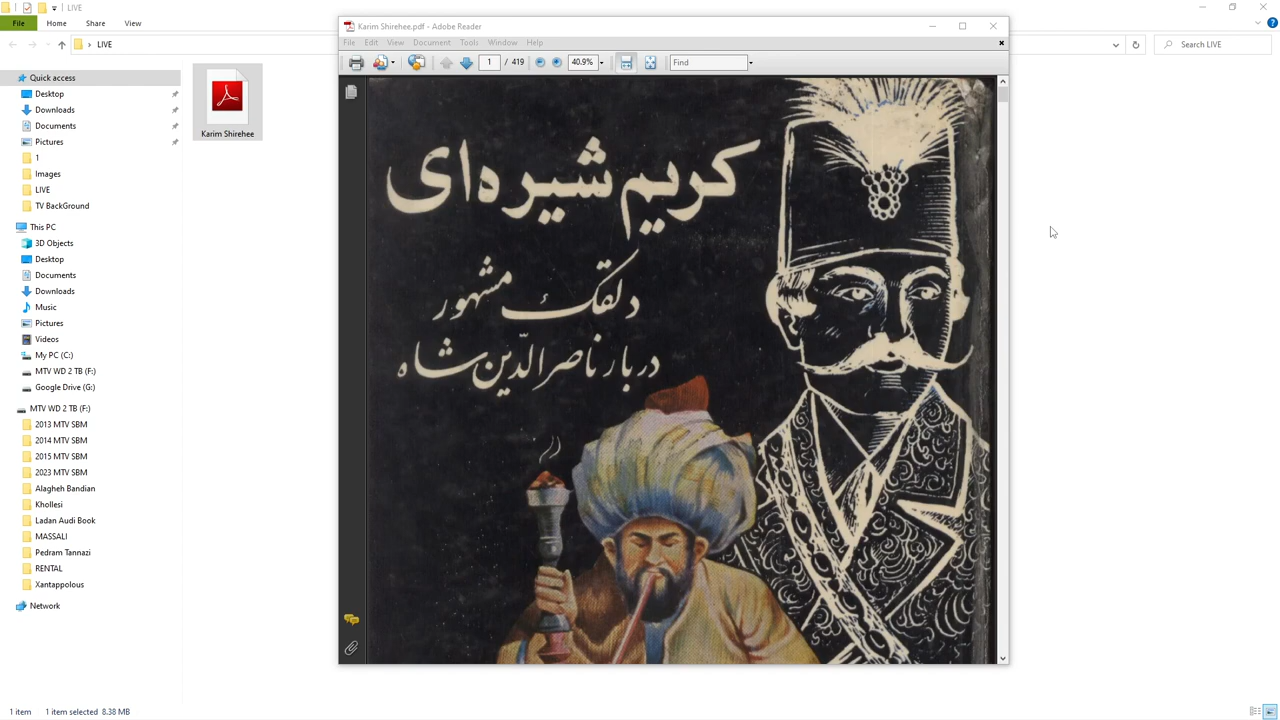 LIVE
File
Home
Share
View
LIVE
Search LIVE
Quick access
Desktop
Downloads
Documents
Pictures
1
Images
LIVE
TV BackGround
This PC
3D Objects
Desktop
Documents
Downloads
Music
Pictures
Videos
My PC (C:)
MTV WD 2 TB (F:)
Google Drive (G:)
MTV WD 2 TB (F:)
2013 MTV SBM
2014 MTV SBM
2015 MTV SBM
2023 MTV SBM
Alagheh Bandian
Khollesi
Ladan Audi Book
MASSALI
Pedram Tannazi
RENTAL
Xantappolous
Network
1 item
1 item selected 8.38 MB
Karim Shirehee
Karim Shirehee.pdf - Adobe Reader
File Edit View Document Tools Window Help
1 / 419
40.9%
Find
کریم شیره‌ای
دلقک مشهور
دربار ناصرالدّین شاه